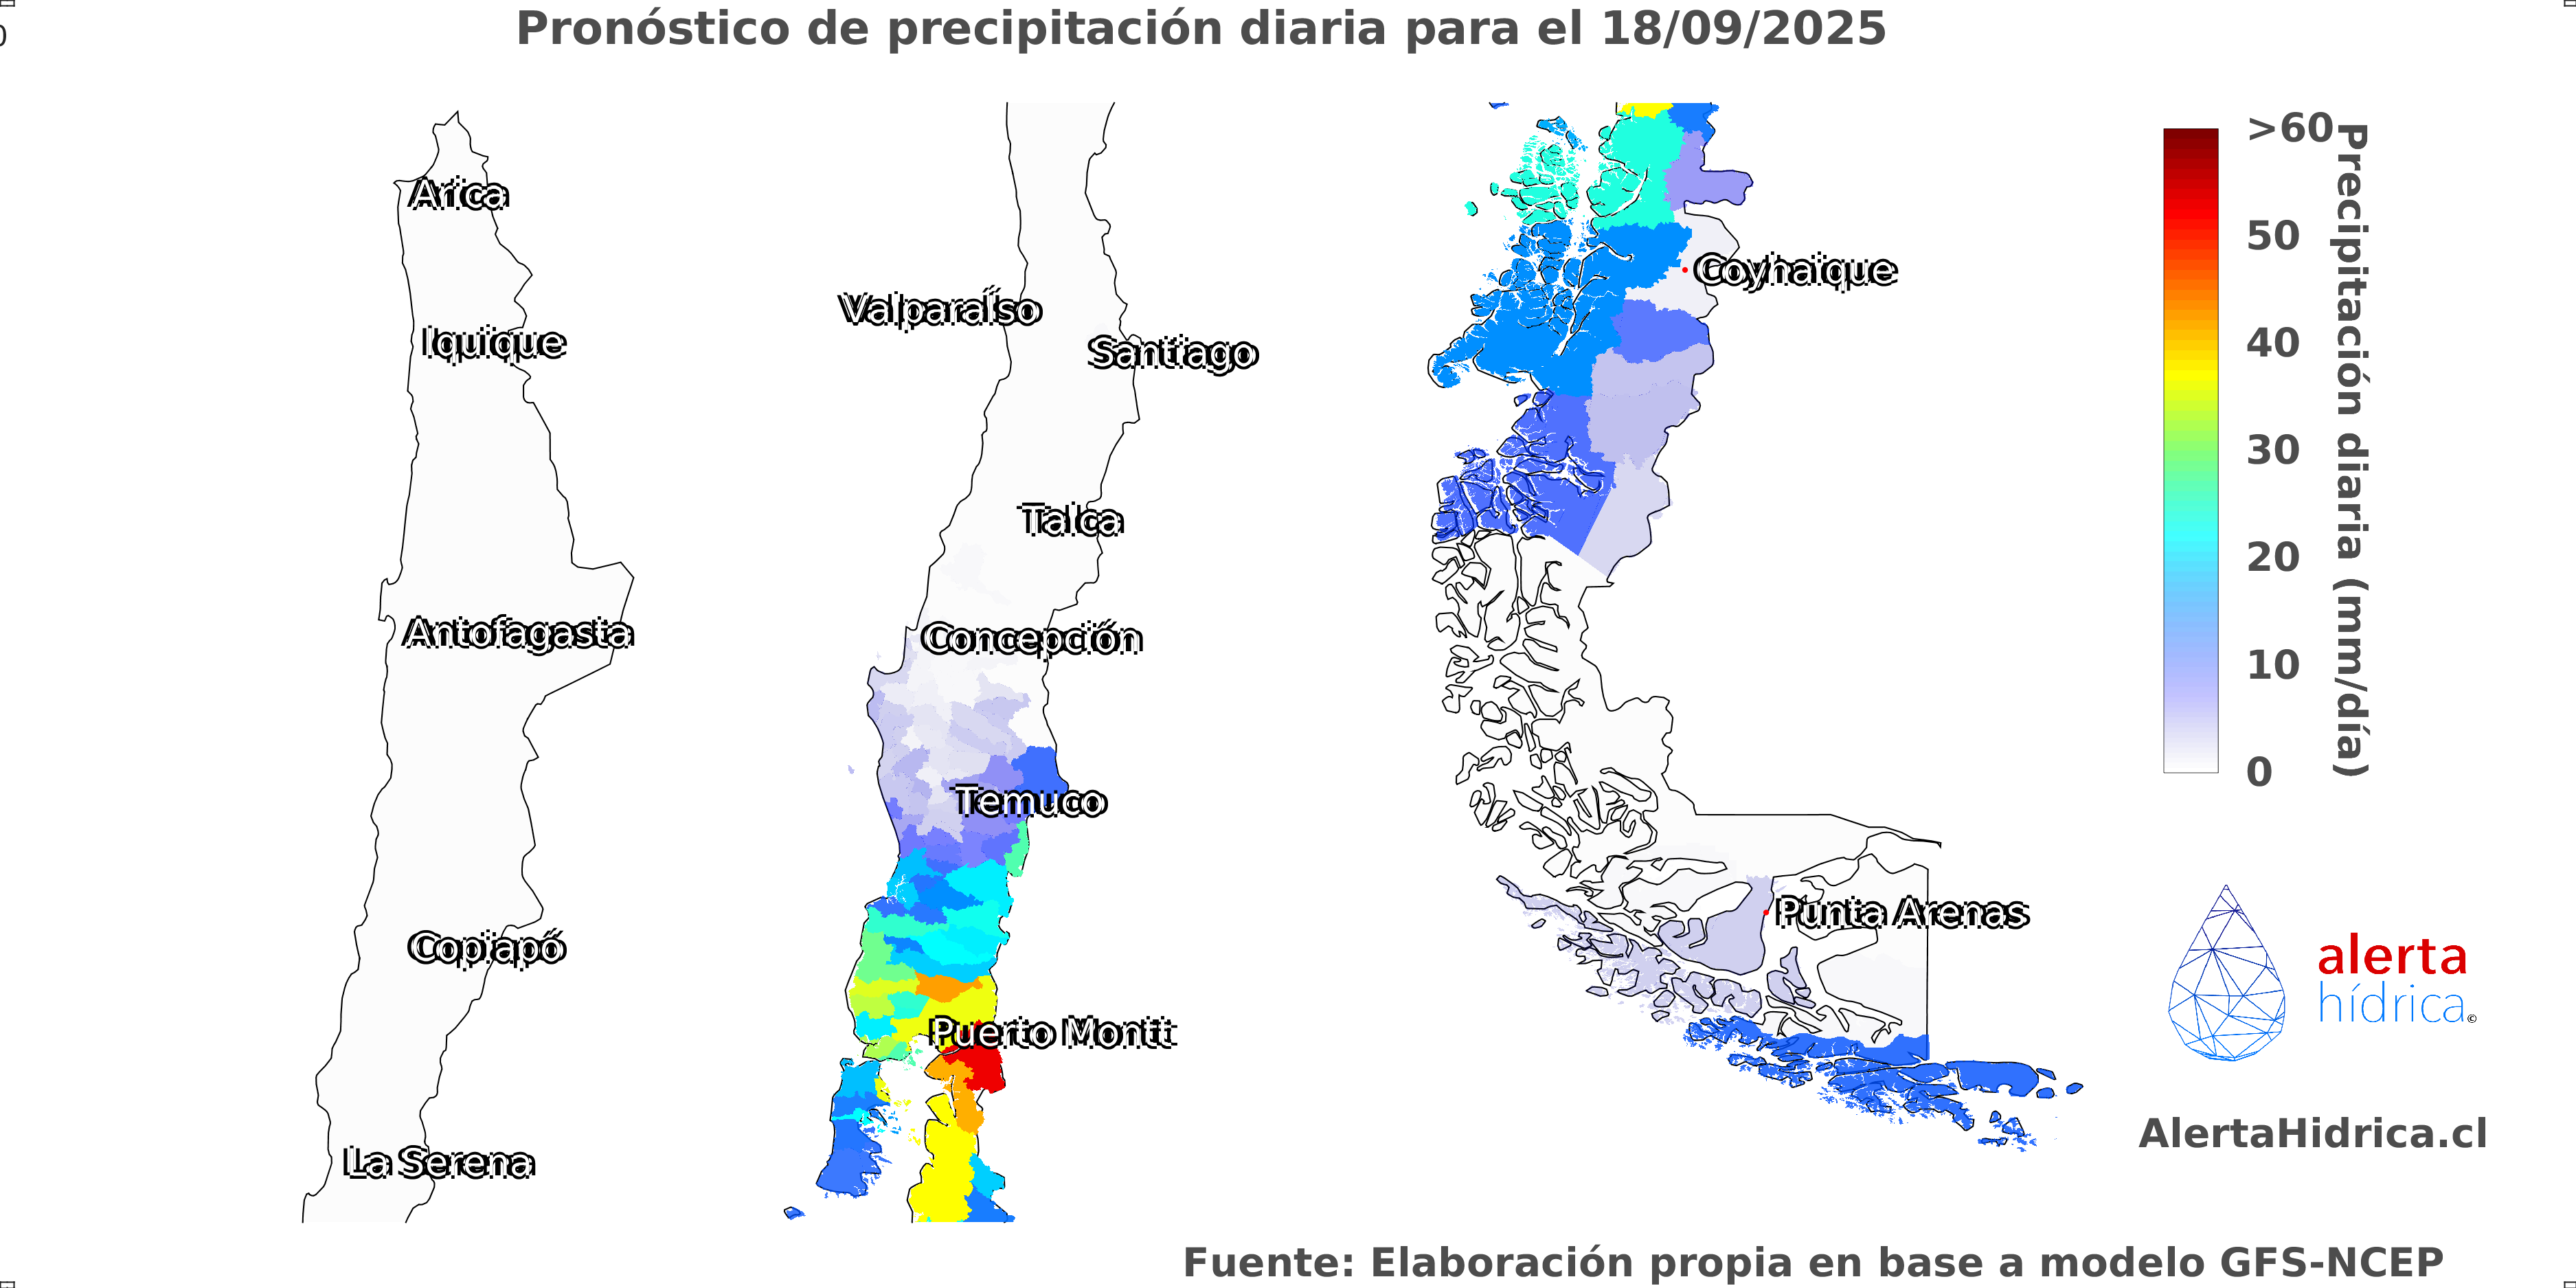 Pronóstico de precipitación diaria para el 18/09/2025
0
Arica
Iquique
Antofagasta
Copiapó
La Serena
Valparaíso
Santiago
Talca
Concepción
Temuco
Puerto Montt
Coyhaique
Punta Arenas
>60
50
40
30
20
10
0
Precipitación diaria (mm/día)
alerta
hídrica©
AlertaHidrica.cl
Fuente: Elaboración propia en base a modelo GFS-NCEP